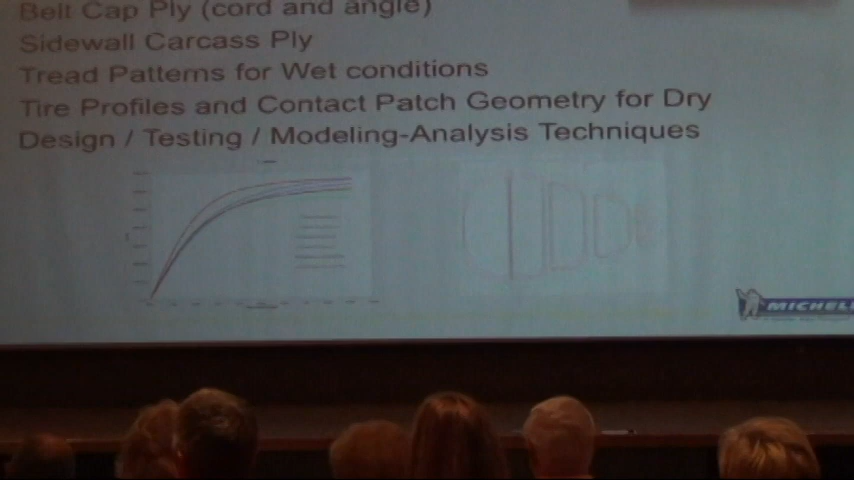 Belt Cap Ply (cord and angle)
Sidewall Carcass Ply
Tread Patterns for Wet conditions
Tire Profiles and Contact Patch Geometry for Dry
Design / Testing / Modeling-Analysis Techniques
MICHEL